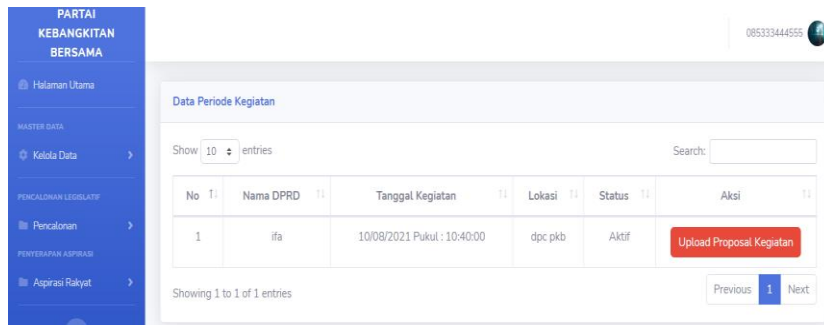 PARTAI
KEBANGKITAN
BERSAMA
085333444555
Halaman Utama
MASTER DATA
Kelola Data
PENCALONAN LEGISLATIF
Pencalonan
PENYERAPAN ASPIRASI
Aspirasi Rakyat
Data Periode Kegiatan
Show 10 entries
Search:
No Nama DPRD Tanggal Kegiatan Lokasi Status Aksi
1 ifa 10/08/2021 Pukul : 10:40:00 dpc pkb Aktif Upload Proposal Kegiatan
Showing 1 to 1 of 1 entries
Previous 1 Next